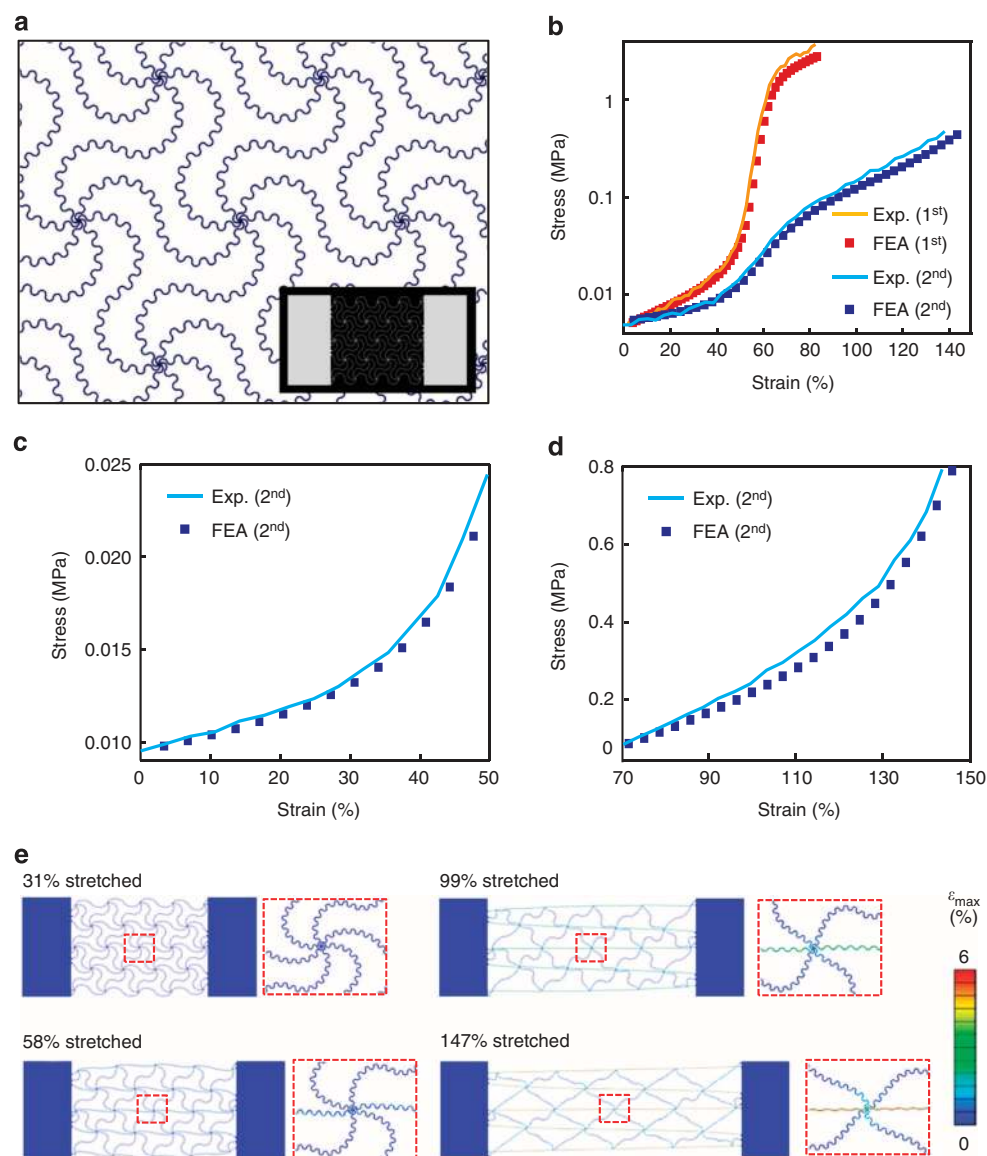 a
b
Stress (MPa)
1
0.1
0.01
Exp. (1st)
FEA (1st)
Exp. (2nd)
FEA (2nd)
0 20 40 60 80 100 120 140
Strain (%)
c
Stress (MPa)
0.025
0.020
0.015
0.010
Exp. (2nd)
FEA (2nd)
0 10 20 30 40 50
Strain (%)
d
Stress (MPa)
0.8
0.6
0.4
0.2
0
Exp. (2nd)
FEA (2nd)
70 90 110 130 150
Strain (%)
e
31% stretched
99% stretched
58% stretched
147% stretched
εmax
(%)
6
0